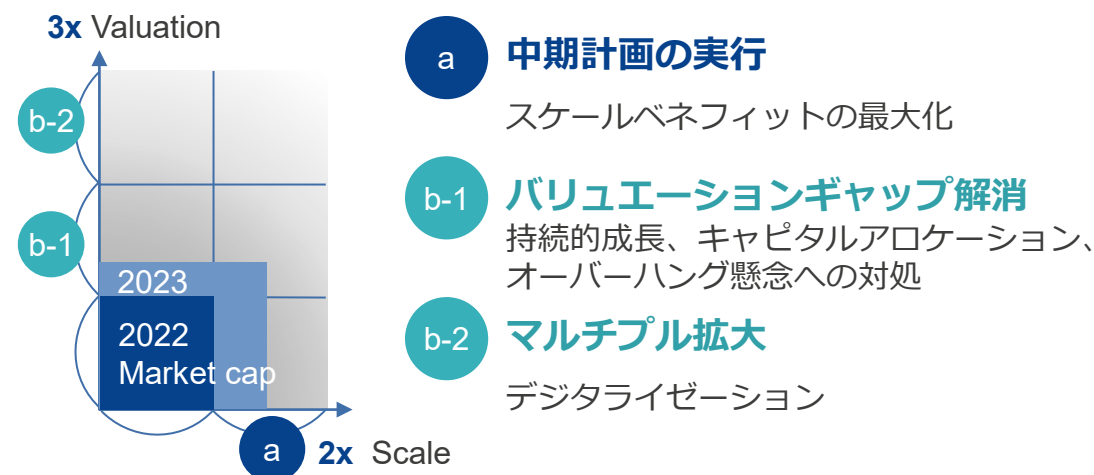 3x Valuation
b-2
b-1
2023
2022
Market cap
a
2x Scale
a
中期計画の実行
スケールベネフィットの最大化
b-1
バリュエーションギャップ解消
持続的成長、キャピタルアロケーション、
オーバーハング懸念への対処
b-2
マルチプル拡大
デジタライゼーション